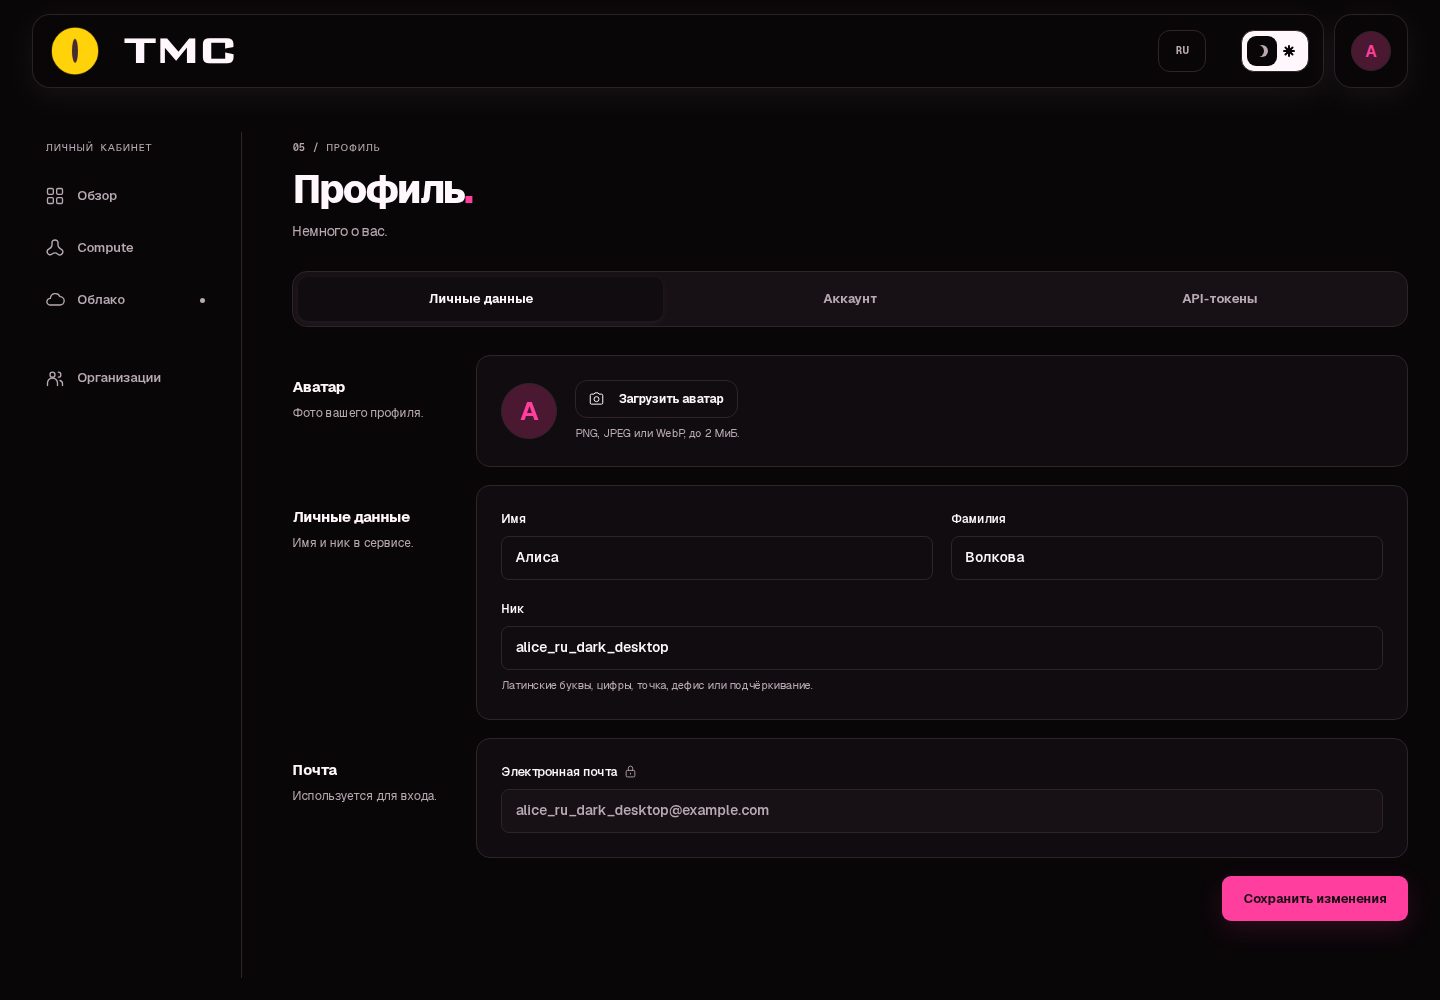 TMC
RU
A
ЛИЧНЫЙ КАБИНЕТ
Обзор
Compute
Облако
Организации
05 / ПРОФИЛЬ
Профиль.
Немного о вас.
Личные данные
Аккаунт
API-токены
Аватар
Фото вашего профиля.
A
Загрузить аватар
PNG, JPEG или WebP, до 2 МиБ.
Личные данные
Имя и ник в сервисе.
Имя
Алиса
Фамилия
Волкова
Ник
alice_ru_dark_desktop
Латинские буквы, цифры, точка, дефис или подчёркивание.
Почта
Используется для входа.
Электронная почта
alice_ru_dark_desktop@example.com
Сохранить изменения